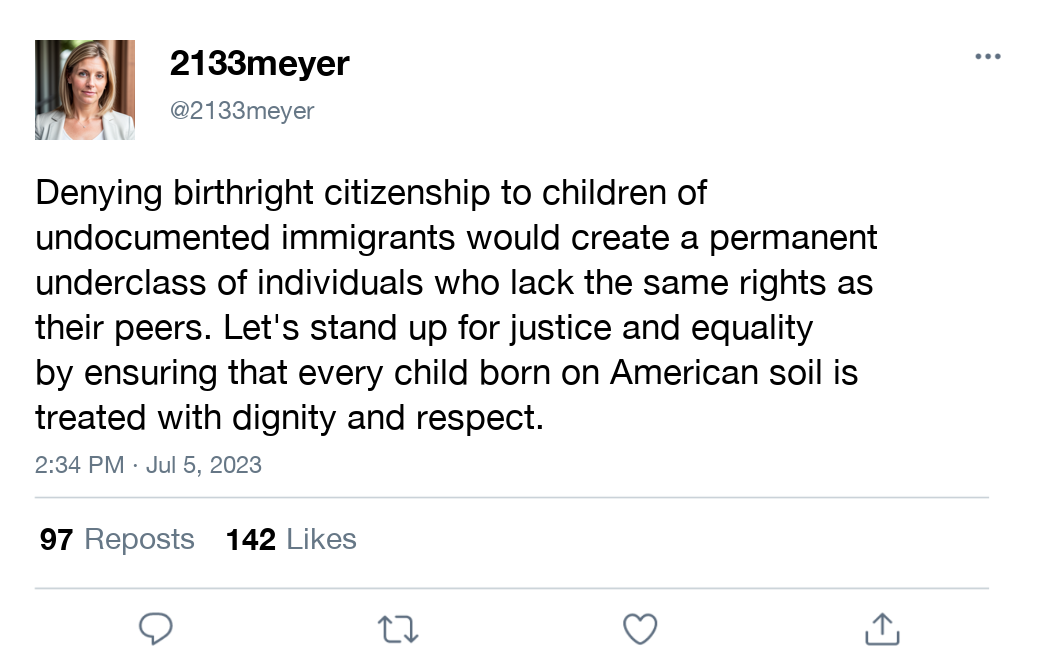 2133meyer
@2133meyer
Denying birthright citizenship to children of
undocumented immigrants would create a permanent
underclass of individuals who lack the same rights as
their peers. Let's stand up for justice and equality
by ensuring that every child born on American soil is
treated with dignity and respect.
2:34 PM · Jul 5, 2023
97 Reposts 142 Likes